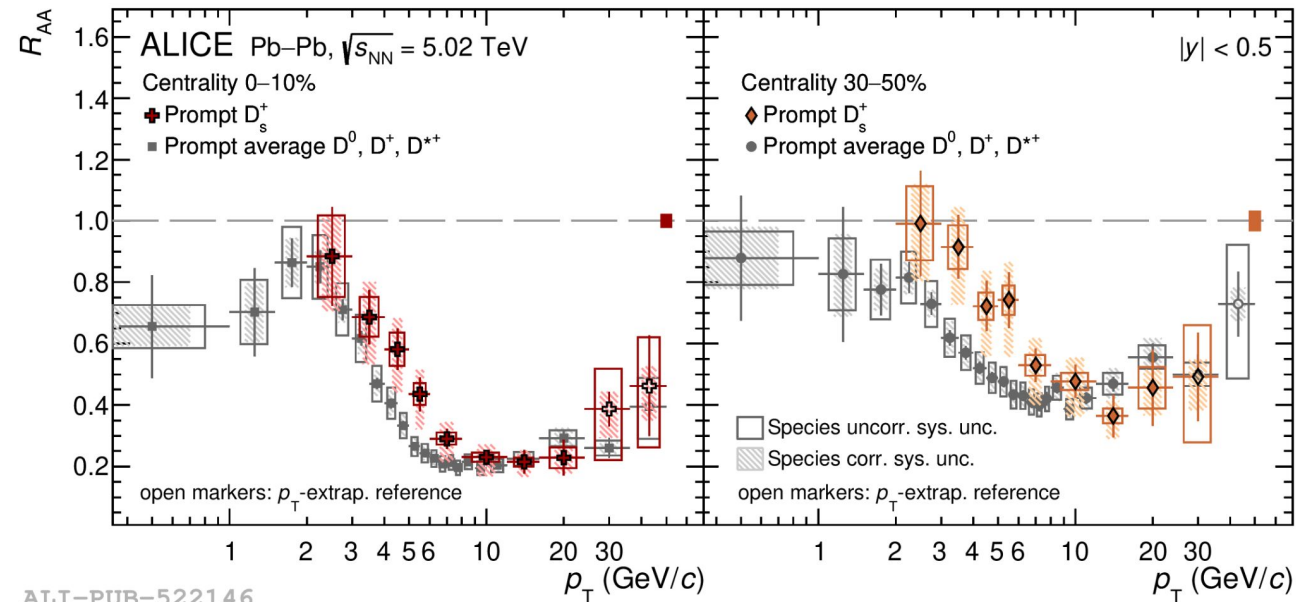 R_AA
1.6
1.4
1.2
1.0
0.8
0.6
0.4
0.2
ALICE Pb–Pb, √s_NN = 5.02 TeV
Centrality 0–10%
Prompt D_s^+
Prompt average D^0, D^+, D*^+
open markers: p_T-extrap. reference
1 2 3 4 5 6 10 20 30
p_T (GeV/c)
|y| < 0.5
Centrality 30–50%
Prompt D_s^+
Prompt average D^0, D^+, D*^+
Species uncorr. sys. unc.
Species corr. sys. unc.
open markers: p_T-extrap. reference
1 2 3 4 5 6 10 20 30
p_T (GeV/c)
ALI-PUB-522146